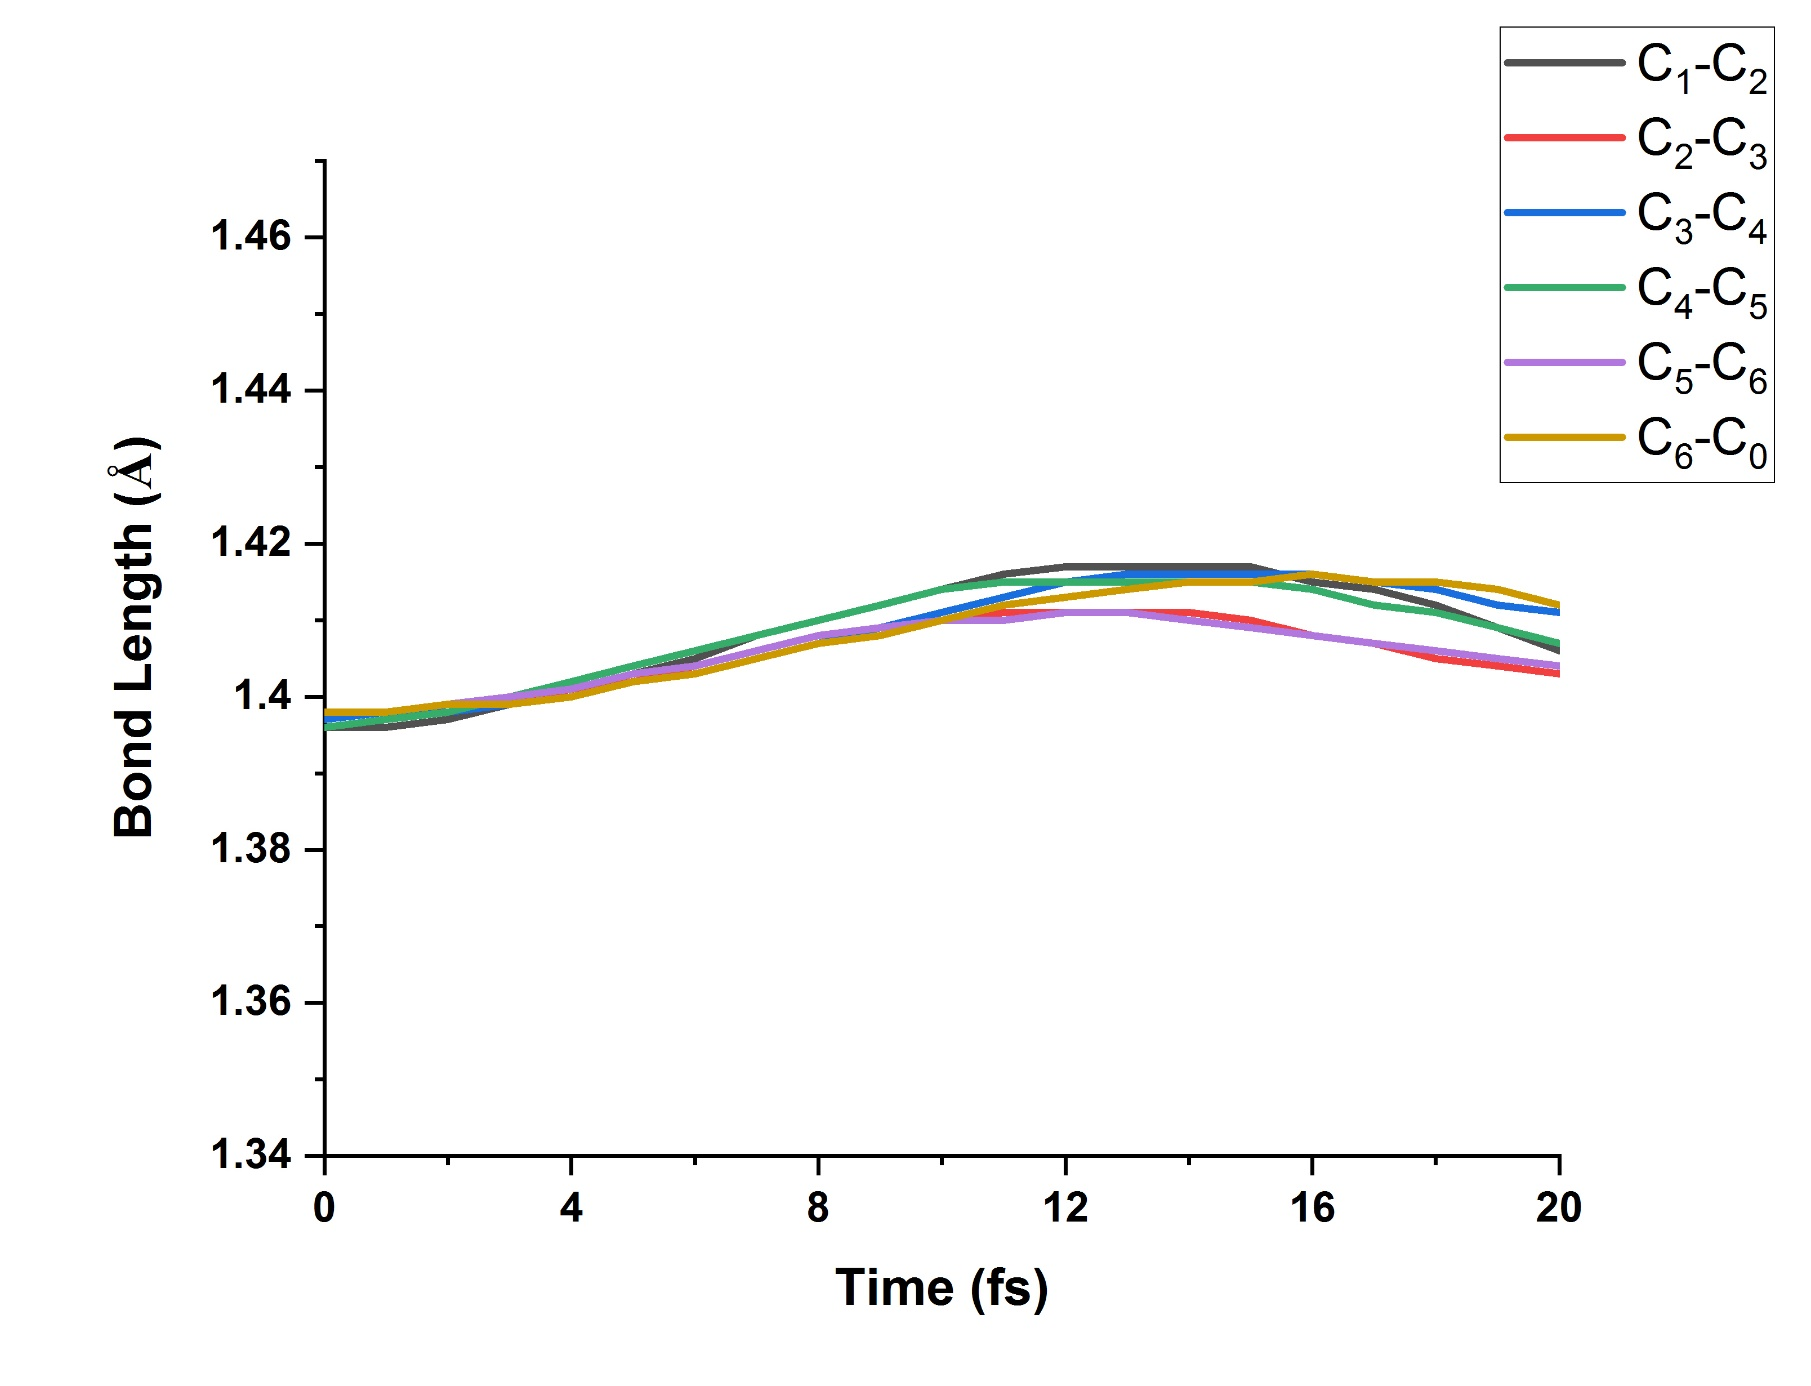 C₁-C₂
C₂-C₃
C₃-C₄
C₄-C₅
C₅-C₆
C₆-C₀
Bond Length (Å)
1.46
1.44
1.42
1.4
1.38
1.36
1.34
0 4 8 12 16 20
Time (fs)